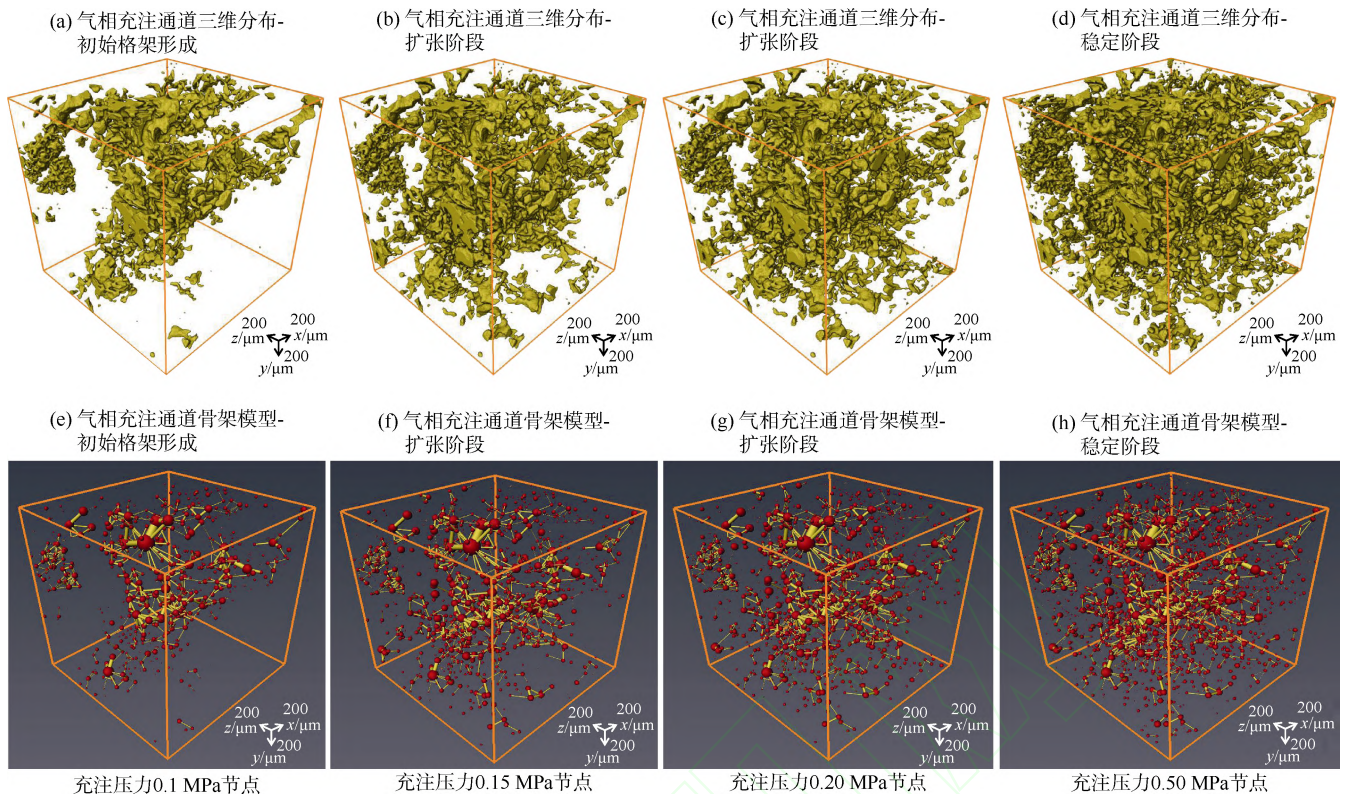 (a) 气相充注通道三维分布-
初始格架形成
(b) 气相充注通道三维分布-
扩张阶段
(c) 气相充注通道三维分布-
扩张阶段
(d) 气相充注通道三维分布-
稳定阶段
200 200
z/μm x/μm
200
y/μm
200 200
z/μm x/μm
200
y/μm
200 200
z/μm x/μm
200
y/μm
200 200
z/μm x/μm
200
y/μm
(e) 气相充注通道骨架模型-
初始格架形成
(f) 气相充注通道骨架模型-
扩张阶段
(g) 气相充注通道骨架模型-
扩张阶段
(h) 气相充注通道骨架模型-
稳定阶段
200 200
z/μm x/μm
200
y/μm
200 200
z/μm x/μm
200
y/μm
200 200
z/μm x/μm
200
y/μm
200 200
z/μm x/μm
200
y/μm
充注压力0.1 MPa节点
充注压力0.15 MPa节点
充注压力0.20 MPa节点
充注压力0.50 MPa节点